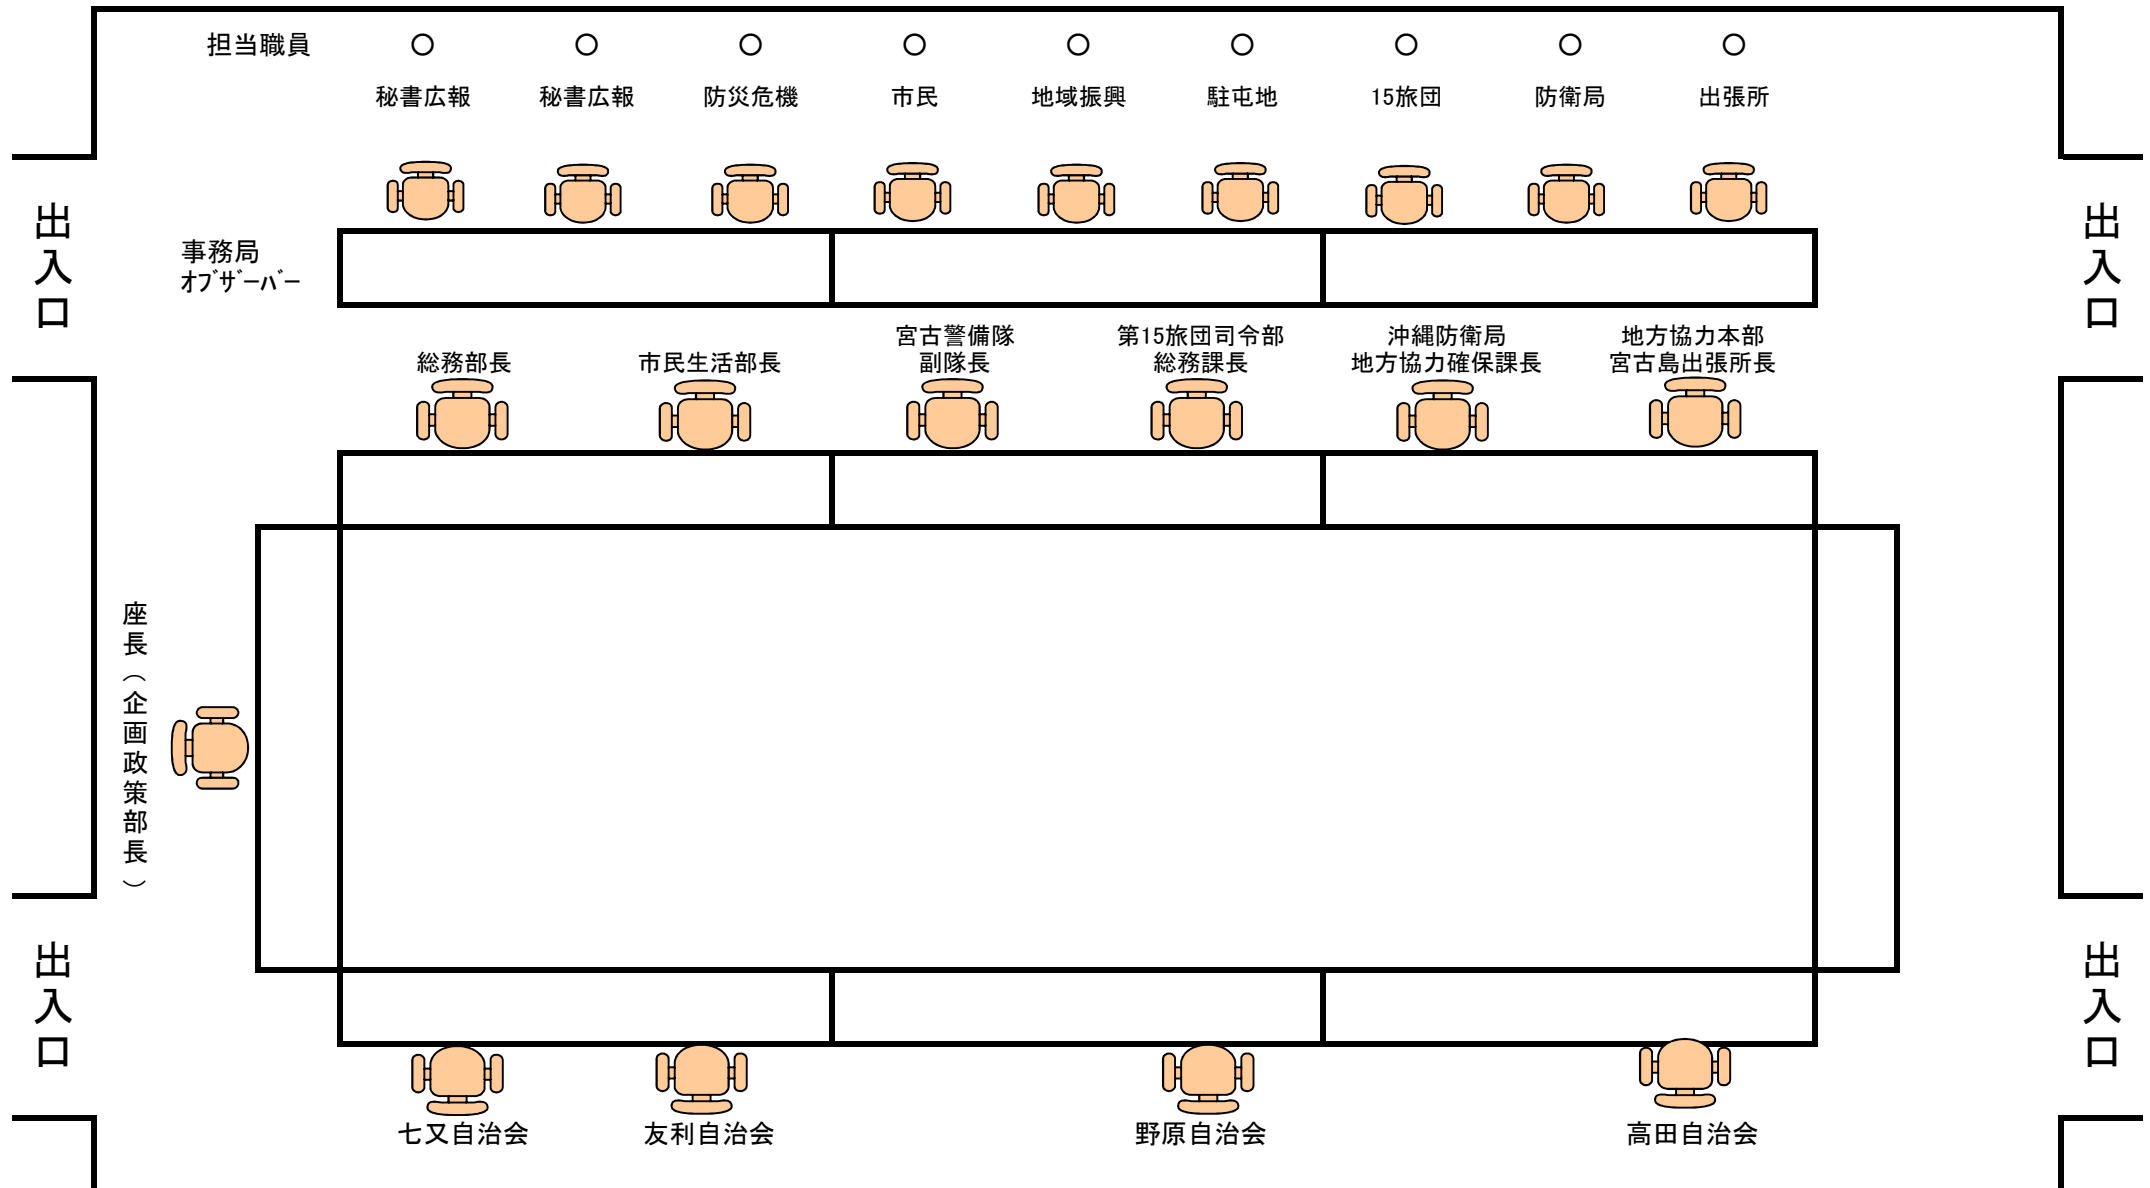 担当職員 ○ ○ ○ ○ ○ ○ ○ ○ ○
秘書広報 秘書広報 防災危機 市民 地域振興 駐屯地 15旅団 防衛局 出張所
出入口
出入口
事務局
ｵﾌﾞｻﾞｰﾊﾞｰ
総務部長
市民生活部長
宮古警備隊
副隊長
第15旅団司令部
総務課長
沖縄防衛局
地方協力確保課長
地方協力本部
宮古島出張所長
座長（企画政策部長）
出入口
出入口
七又自治会 友利自治会 野原自治会 高田自治会